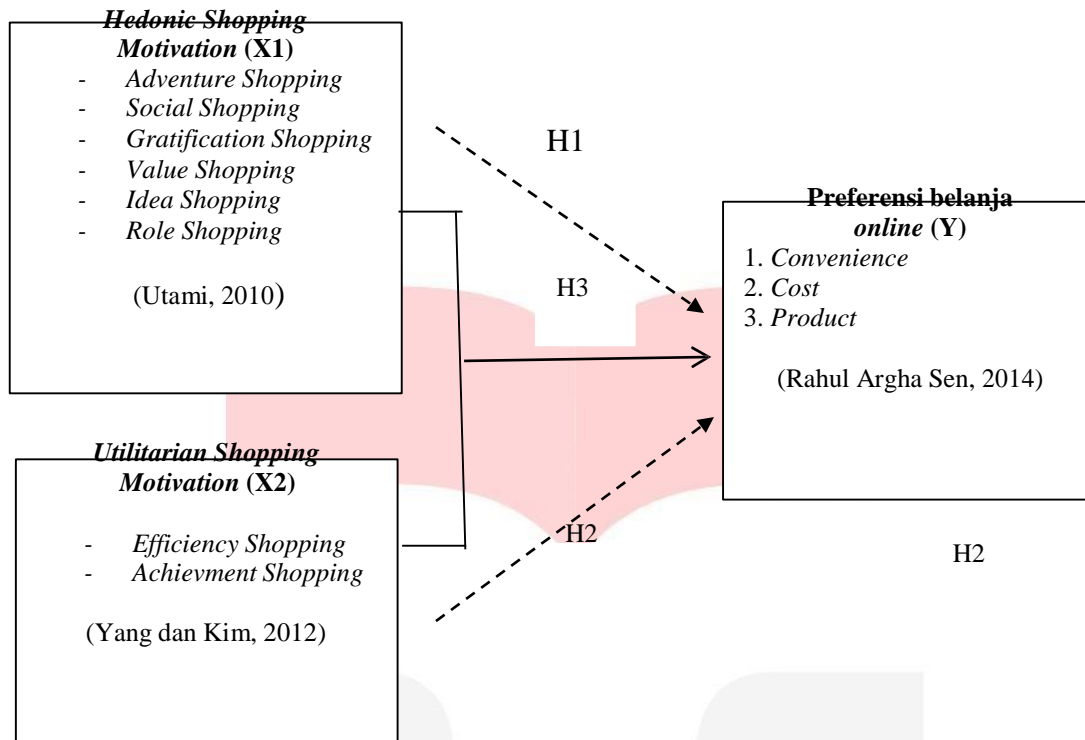 Hedonic Shopping
Motivation (X1)
- Adventure Shopping
- Social Shopping
- Gratification Shopping
- Value Shopping
- Idea Shopping
- Role Shopping
(Utami, 2010)
H1
H3
Preferensi belanja
online (Y)
1. Convenience
2. Cost
3. Product
(Rahul Argha Sen, 2014)
Utilitarian Shopping
Motivation (X2)
- Efficiency Shopping
- Achievment Shopping
(Yang dan Kim, 2012)
H2
H2